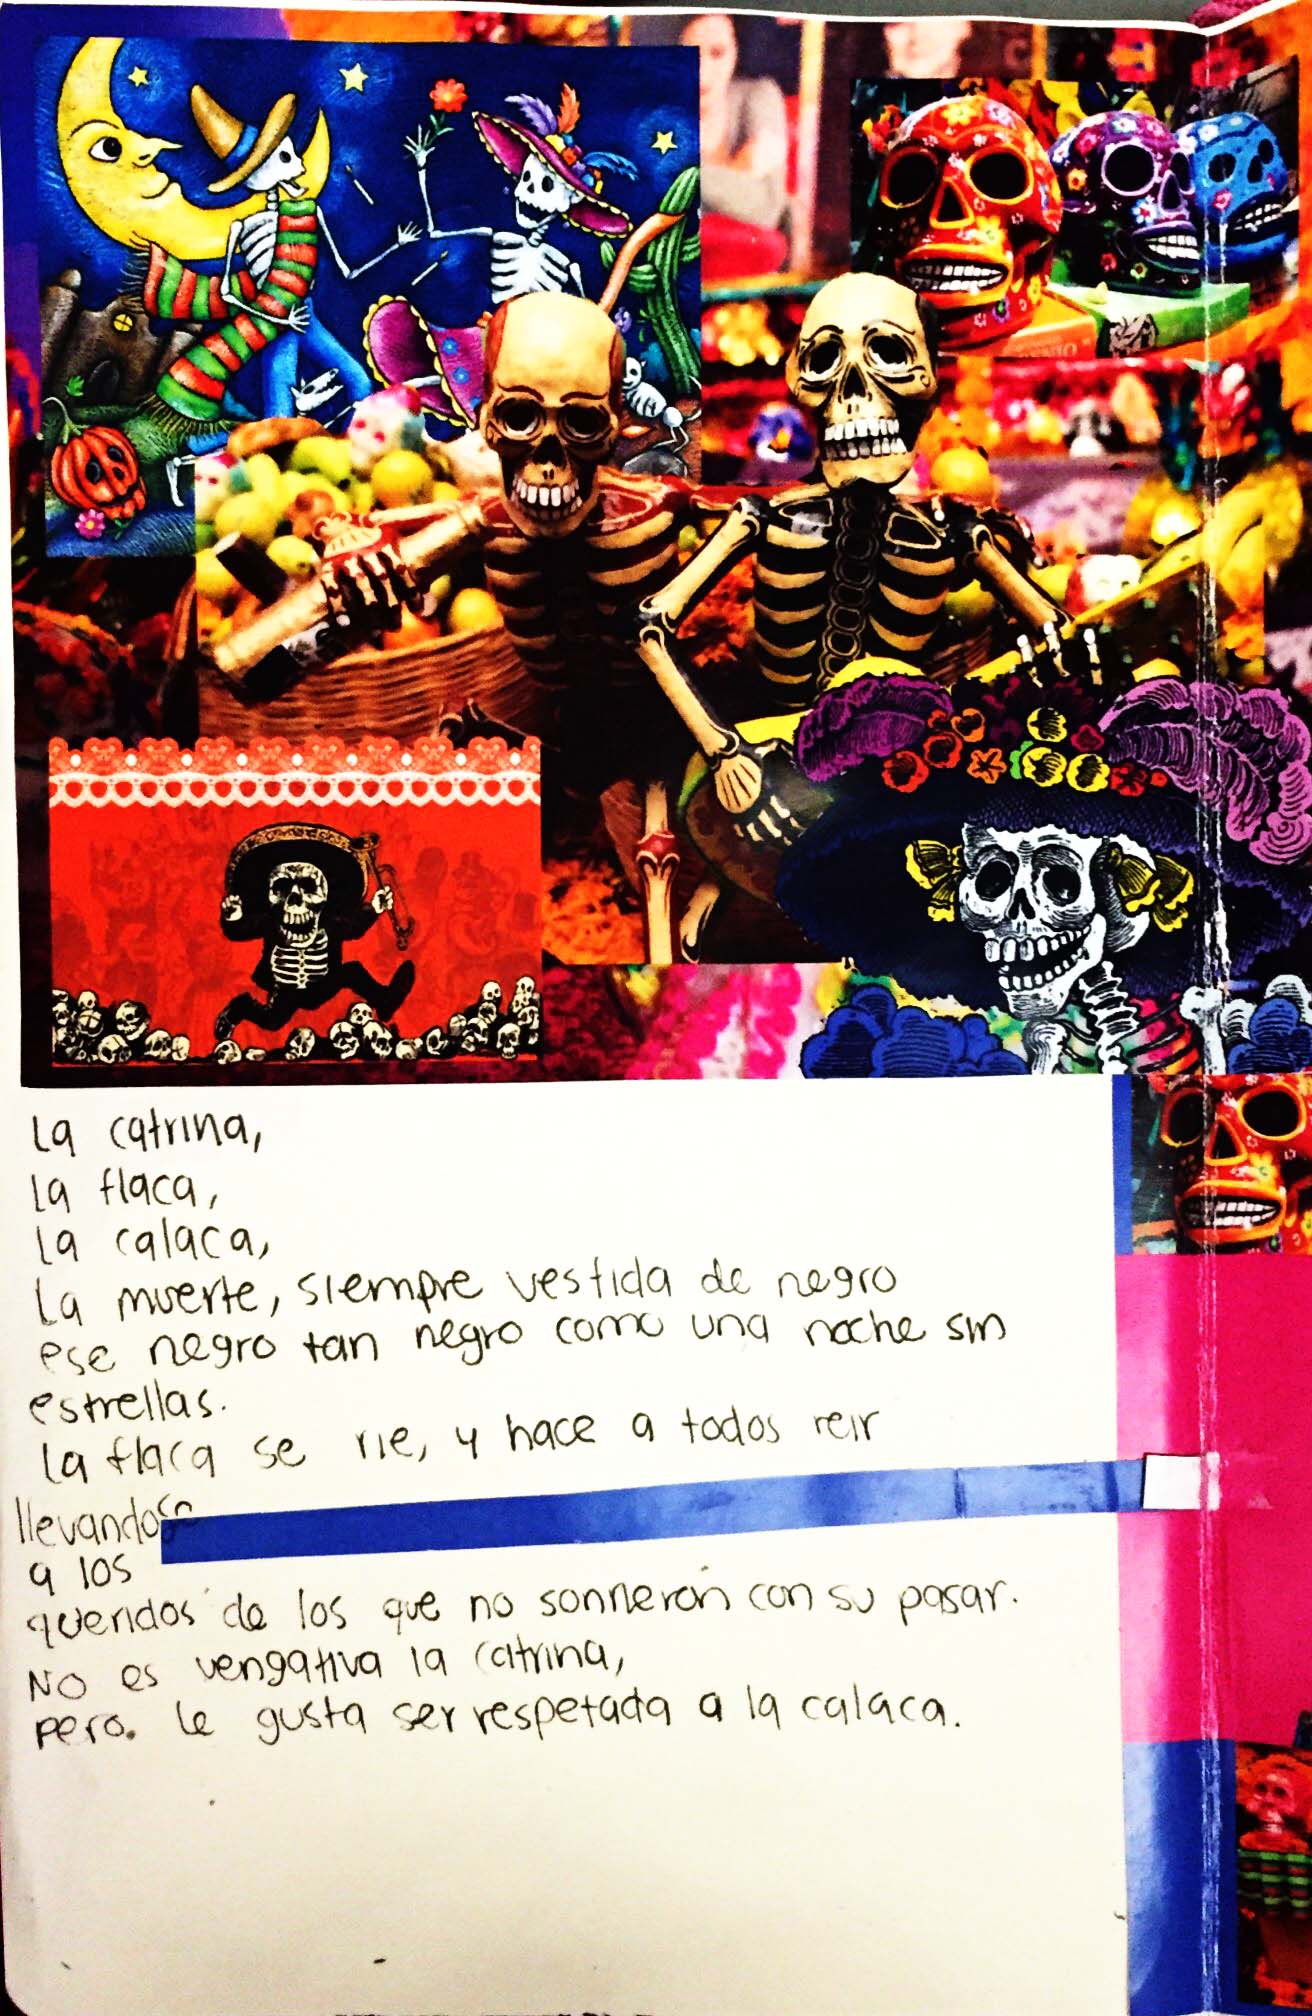 La catrina,
La flaca,
La calaca,
La muerte, siempre vestida de negro
ese negro tan negro como una noche sin
estrellas.
La flaca se rie, y hace a todos reir
llevandose
a los
queridos de los que no sonrieron con su pasar.
No es vengativa la catrina,
pero. le gusta ser respetada a la calaca.